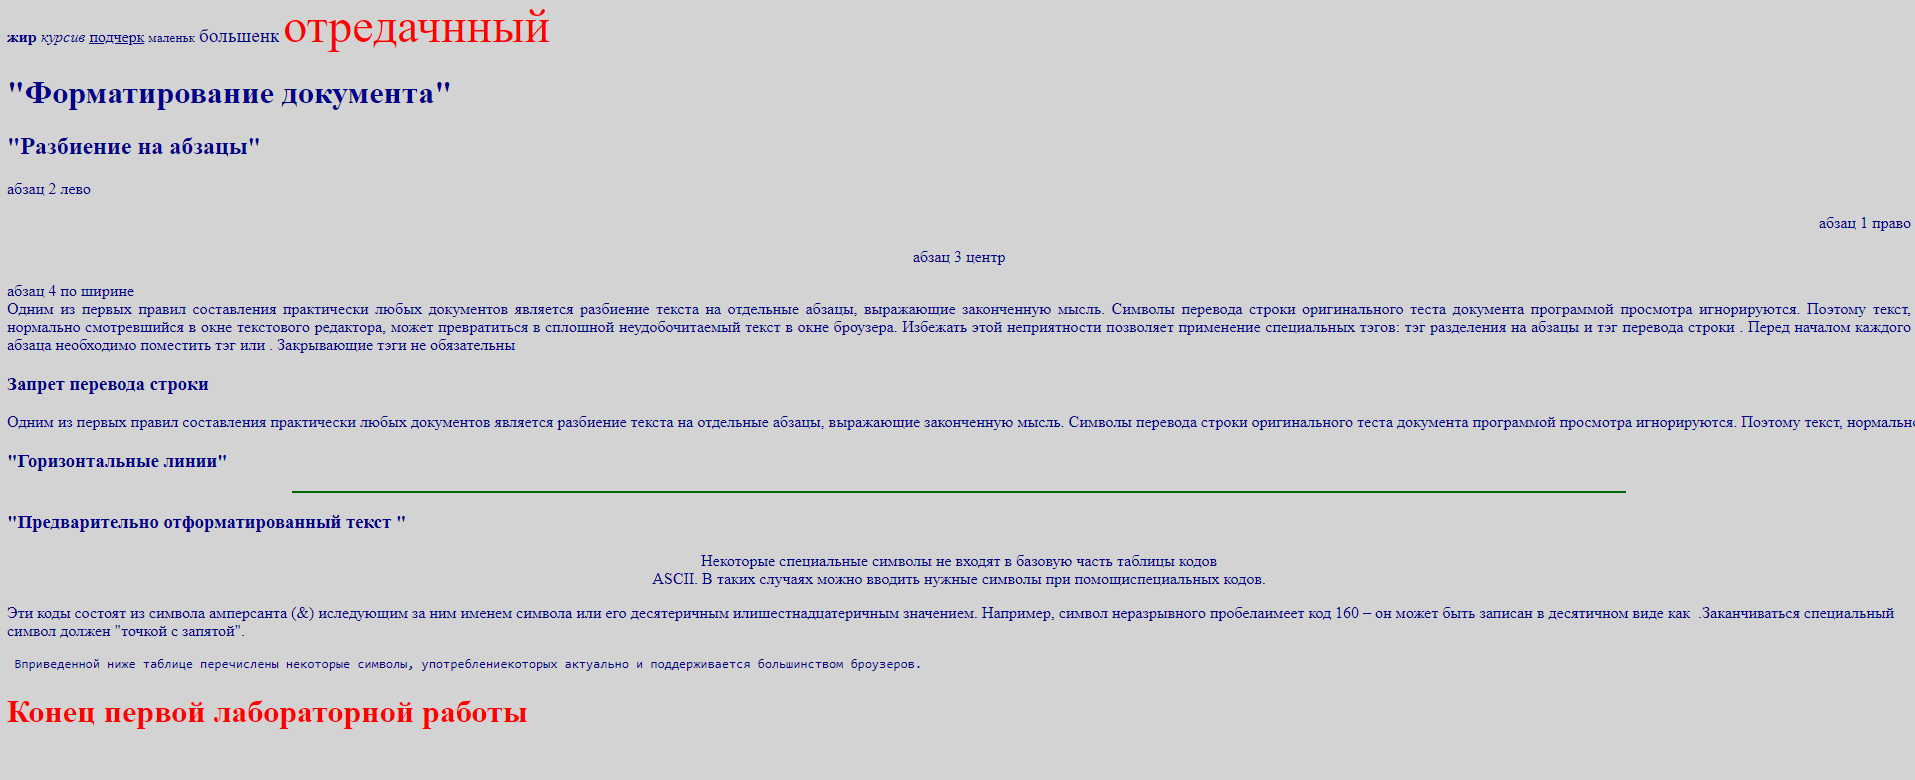 жир курсив подчерк маленьк большенк отредачнный
"Форматирование документа"
"Разбиение на абзацы"
абзац 2 лево
абзац 1 право
абзац 3 центр
абзац 4 по ширине
Одним из первых правил составления практически любых документов является разбиение текста на отдельные абзацы, выражающие законченную мысль. Символы перевода строки оригинального теста документа программой просмотра игнорируются. Поэтому текст,
нормально смотревшийся в окне текстового редактора, может превратиться в сплошной неудобочитаемый текст в окне броузера. Избежать этой неприятности позволяет применение специальных тэгов: тэг разделения на абзацы и тэг перевода строки . Перед началом каждого
абзаца необходимо поместить тэг или . Закрывающие тэги не обязательны
Запрет перевода строки
Одним из первых правил составления практически любых документов является разбиение текста на отдельные абзацы, выражающие законченную мысль. Символы перевода строки оригинального теста документа программой просмотра игнорируются. Поэтому текст, нормально
"Горизонтальные линии"
"Предварительно отформатированный текст "
Некоторые специальные символы не входят в базовую часть таблицы кодов
ASCII. В таких случаях можно вводить нужные символы при помощиспециальных кодов.
Эти коды состоят из символа амперсанта (&) иследующим за ним именем символа или его десятеричным илишестнадцатеричным значением. Например, символ неразрывного пробелаимеет код 160 – он может быть записан в десятичном виде как  .Заканчиваться специальный
символ должен "точкой с запятой".
Вприведенной ниже таблице перечислены некоторые символы, употреблениекоторых актуально и поддерживается большинством броузеров.
Конец первой лабораторной работы